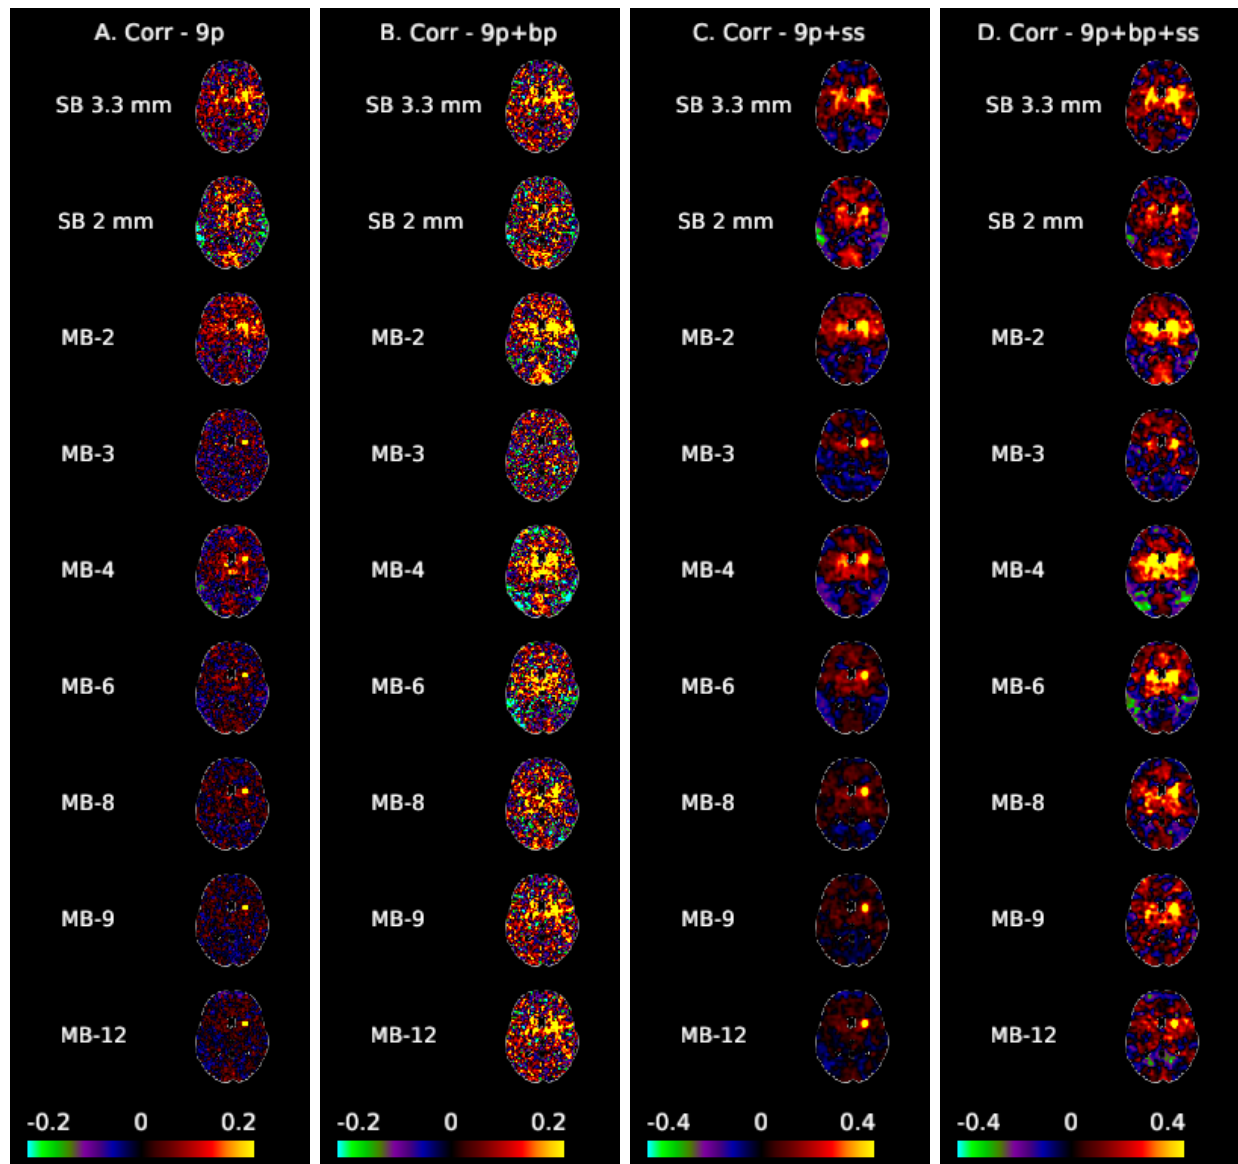 A. Corr - 9p
SB 3.3 mm
SB 2 mm
MB-2
MB-3
MB-4
MB-6
MB-8
MB-9
MB-12
-0.2 0 0.2
B. Corr - 9p+bp
SB 3.3 mm
SB 2 mm
MB-2
MB-3
MB-4
MB-6
MB-8
MB-9
MB-12
-0.2 0 0.2
C. Corr - 9p+ss
SB 3.3 mm
SB 2 mm
MB-2
MB-3
MB-4
MB-6
MB-8
MB-9
MB-12
-0.4 0 0.4
D. Corr - 9p+bp+ss
SB 3.3 mm
SB 2 mm
MB-2
MB-3
MB-4
MB-6
MB-8
MB-9
MB-12
-0.4 0 0.4